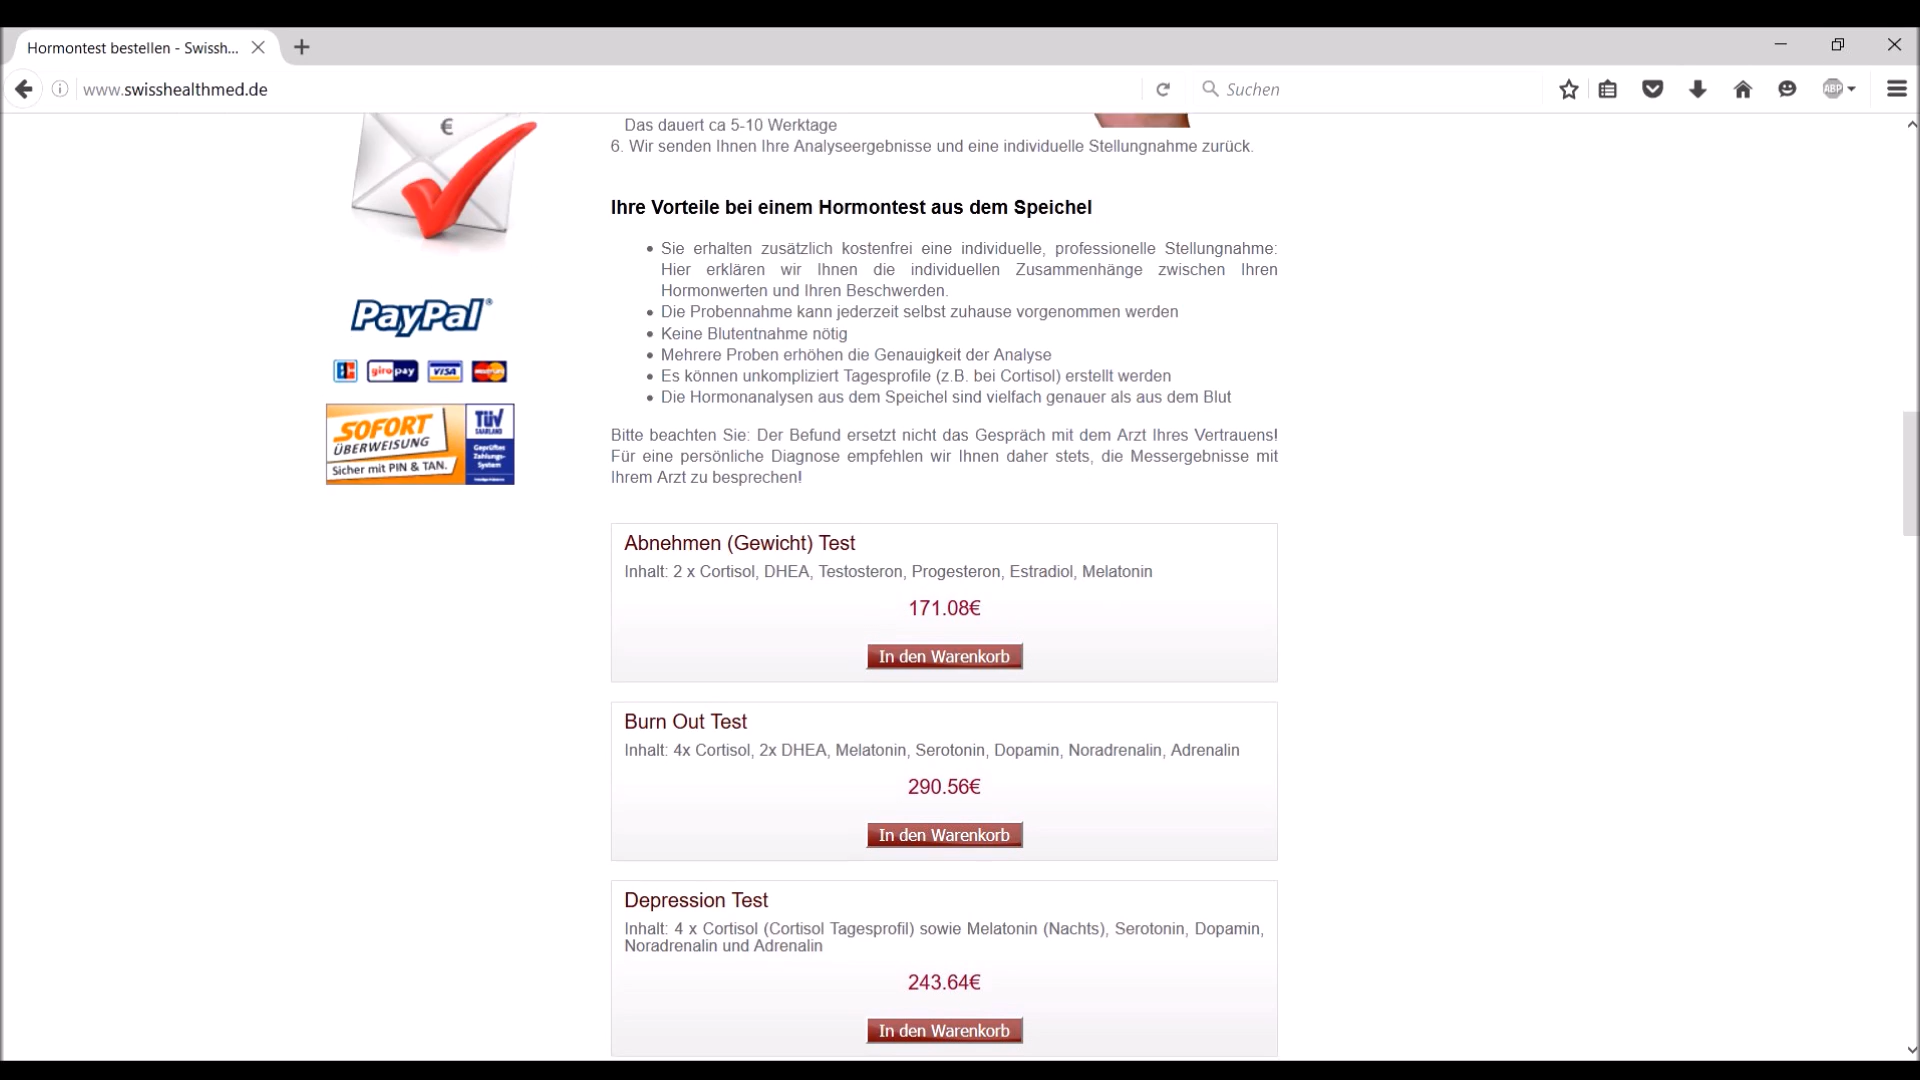 Hormontest bestellen - Swissh...
www.swisshealthmed.de
Suchen
ABP
€
Das dauert ca 5-10 Werktage
6. Wir senden Ihnen Ihre Analyseergebnisse und eine individuelle Stellungnahme zurück.
Ihre Vorteile bei einem Hormontest aus dem Speichel
Sie erhalten zusätzlich kostenfrei eine individuelle, professionelle Stellungnahme:
Hier erklären wir Ihnen die individuellen Zusammenhänge zwischen Ihren
Hormonwerten und Ihren Beschwerden.
Die Probennahme kann jederzeit selbst zuhause vorgenommen werden
Keine Blutentnahme nötig
Mehrere Proben erhöhen die Genauigkeit der Analyse
Es können unkompliziert Tagesprofile (z.B. bei Cortisol) erstellt werden
Die Hormonanalysen aus dem Speichel sind vielfach genauer als aus dem Blut
PayPal
giropay VISA MasterCard
SOFORT
ÜBERWEISUNG
Sicher mit PIN & TAN.
TÜV
SAARLAND
Geprüftes
Zahlungs-
System
Bitte beachten Sie: Der Befund ersetzt nicht das Gespräch mit dem Arzt Ihres Vertrauens!
Für eine persönliche Diagnose empfehlen wir Ihnen daher stets, die Messergebnisse mit
Ihrem Arzt zu besprechen!
Abnehmen (Gewicht) Test
Inhalt: 2 x Cortisol, DHEA, Testosteron, Progesteron, Estradiol, Melatonin
171.08€
In den Warenkorb
Burn Out Test
Inhalt: 4x Cortisol, 2x DHEA, Melatonin, Serotonin, Dopamin, Noradrenalin, Adrenalin
290.56€
In den Warenkorb
Depression Test
Inhalt: 4 x Cortisol (Cortisol Tagesprofil) sowie Melatonin (Nachts), Serotonin, Dopamin,
Noradrenalin und Adrenalin
243.64€
In den Warenkorb